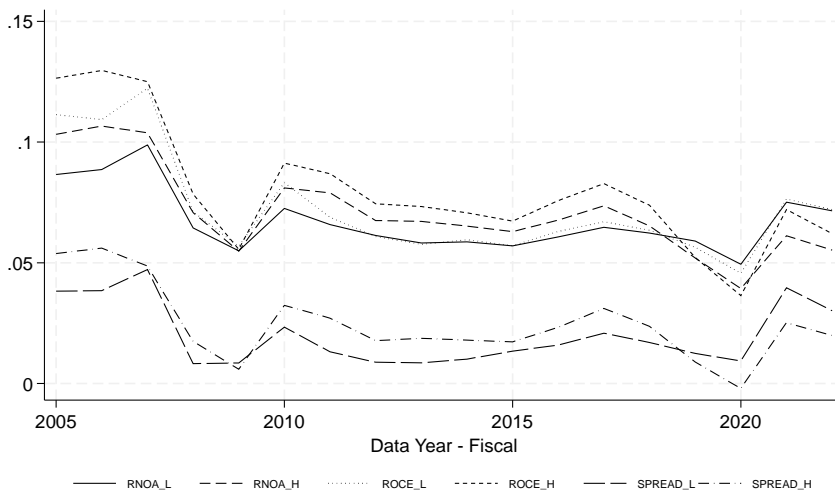 .15
.1
.05
0
2005 2010 2015 2020
Data Year - Fiscal
RNOA_L RNOA_H ROCE_L ROCE_H SPREAD_L SPREAD_H